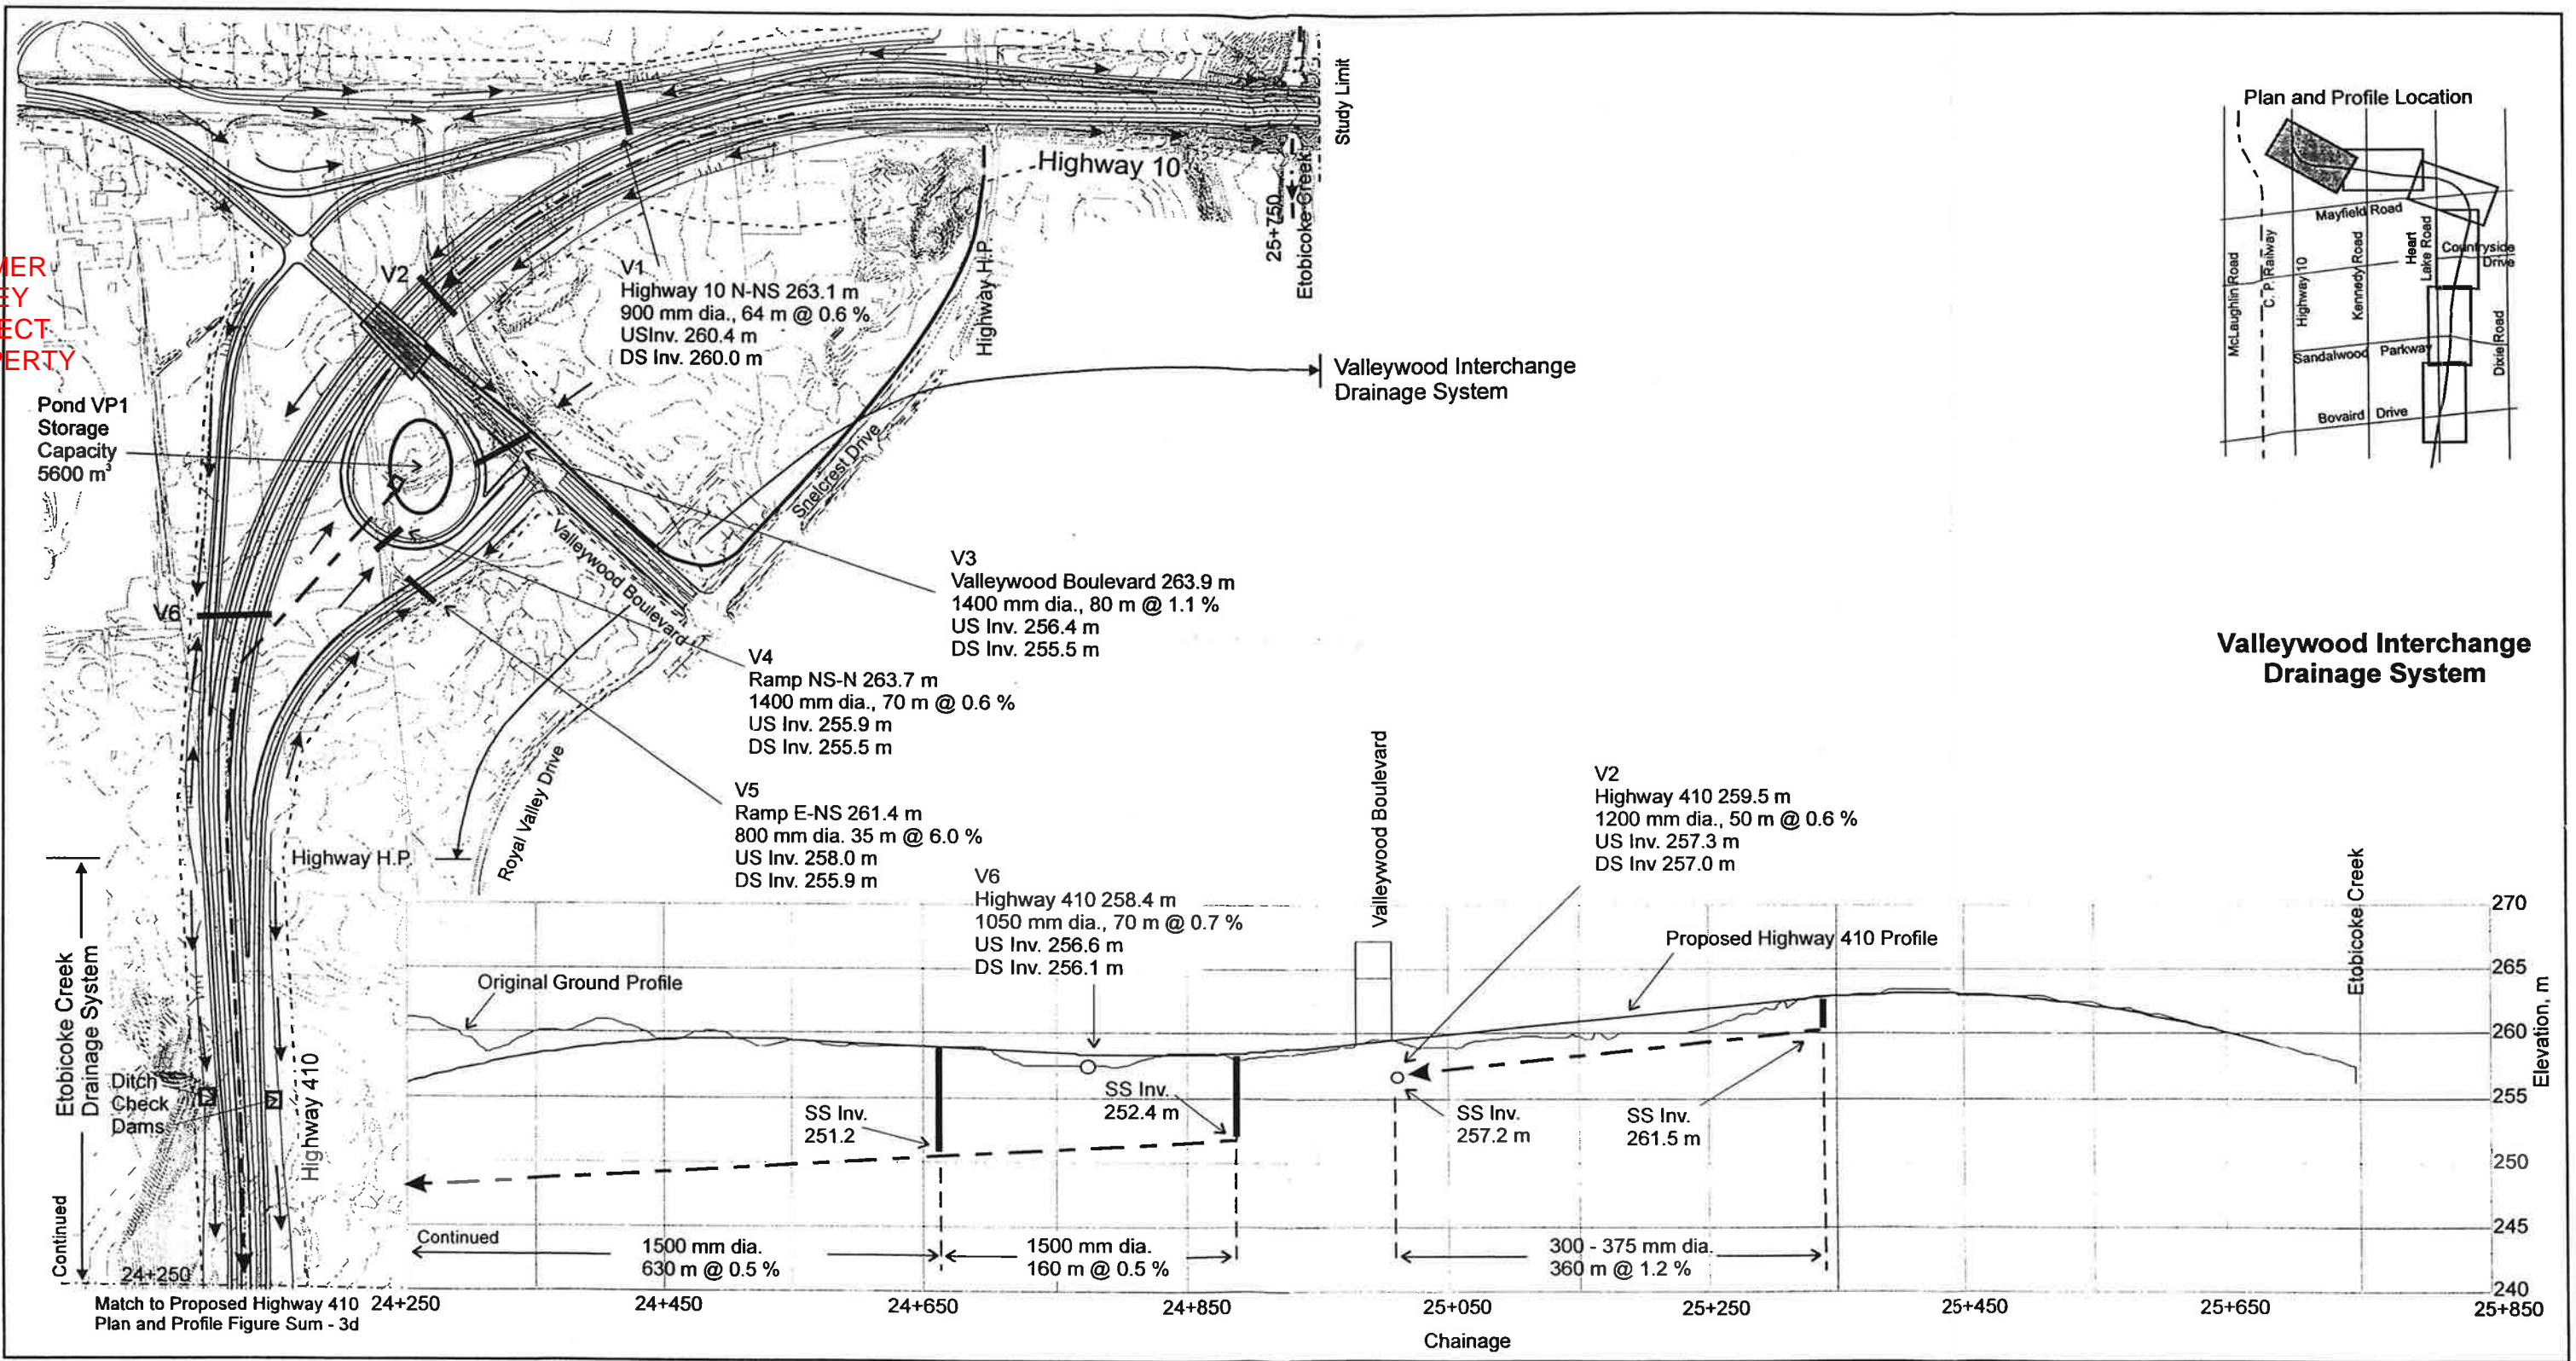 Study Limit
Highway 10
25+750
Etobicoke Creek
Highway H.P.
MER
EY
ECT
PERTY
V2
V1
Highway 10 N-NS 263.1 m
900 mm dia., 64 m @ 0.6 %
USInv. 260.4 m
DS Inv. 260.0 m
Valleywood Interchange
Drainage System
Pond VP1
Storage
Capacity
5600 m³
Snelcrest Drive
Valleywood Boulevard
V6
V3
Valleywood Boulevard 263.9 m
1400 mm dia., 80 m @ 1.1 %
US Inv. 256.4 m
DS Inv. 255.5 m
V4
Ramp NS-N 263.7 m
1400 mm dia., 70 m @ 0.6 %
US Inv. 255.9 m
DS Inv. 255.5 m
V5
Ramp E-NS 261.4 m
800 mm dia. 35 m @ 6.0 %
US Inv. 258.0 m
DS Inv. 255.9 m
Royal Valley Drive
Highway H.P.
Plan and Profile Location
Mayfield Road
McLaughlin Road
C. P. Railway
Highway 10
Kennedy Road
Heart
Lake Road
Countryside
Drive
Sandalwood Parkway
Dixie Road
Bovaird Drive
Valleywood Interchange
Drainage System
Etobicoke Creek
Drainage System
Continued
Ditch
Check
Dams
Highway 410
24+250
Match to Proposed Highway 410
Plan and Profile Figure Sum - 3d
V6
Highway 410 258.4 m
1050 mm dia., 70 m @ 0.7 %
US Inv. 256.6 m
DS Inv. 256.1 m
Valleywood Boulevard
V2
Highway 410 259.5 m
1200 mm dia., 50 m @ 0.6 %
US Inv. 257.3 m
DS Inv 257.0 m
Proposed Highway 410 Profile
Etobicoke Creek
Original Ground Profile
SS Inv.
251.2
SS Inv.
252.4 m
SS Inv.
257.2 m
SS Inv.
261.5 m
Continued
1500 mm dia.
630 m @ 0.5 %
1500 mm dia.
160 m @ 0.5 %
300 - 375 mm dia.
360 m @ 1.2 %
270
265
260
255
250
245
240
Elevation, m
24+250
24+450
24+650
24+850
25+050
25+250
25+450
25+650
25+850
Chainage